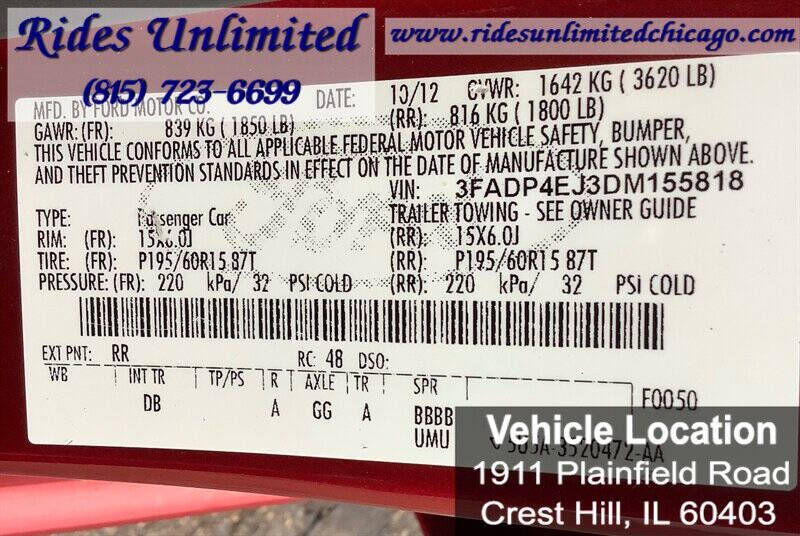 Rides Unlimited
(815) 723-6699
www.ridesunlimitedchicago.com
MFD. BY FORD MOTOR CO. DATE: 10/12 GVWR: 1642 KG ( 3620 LB)
GAWR: (FR): 839 KG ( 1850 LB) (RR): 816 KG ( 1800 LB)
THIS VEHICLE CONFORMS TO ALL APPLICABLE FEDERAL MOTOR VEHICLE SAFETY, BUMPER,
AND THEFT PREVENTION STANDARDS IN EFFECT ON THE DATE OF MANUFACTURE SHOWN ABOVE.
VIN: 3FADP4EJ3DM155818
TYPE: Passenger Car TRAILER TOWING - SEE OWNER GUIDE
RIM: (FR): 15X6.0J (RR): 15X6.0J
TIRE: (FR): P195/60R15 87T (RR): P195/60R15 87T
PRESSURE: (FR): 220 kPa/ 32 PSI COLD (RR): 220 kPa/ 32 PSI COLD
EXT PNT: RR RC: 48 DSO:
WB INT TR TP/PS R AXLE TR SPR F0050
DB A GG A BBBB
UMU
Vehicle Location
1911 Plainfield Road
Crest Hill, IL 60403